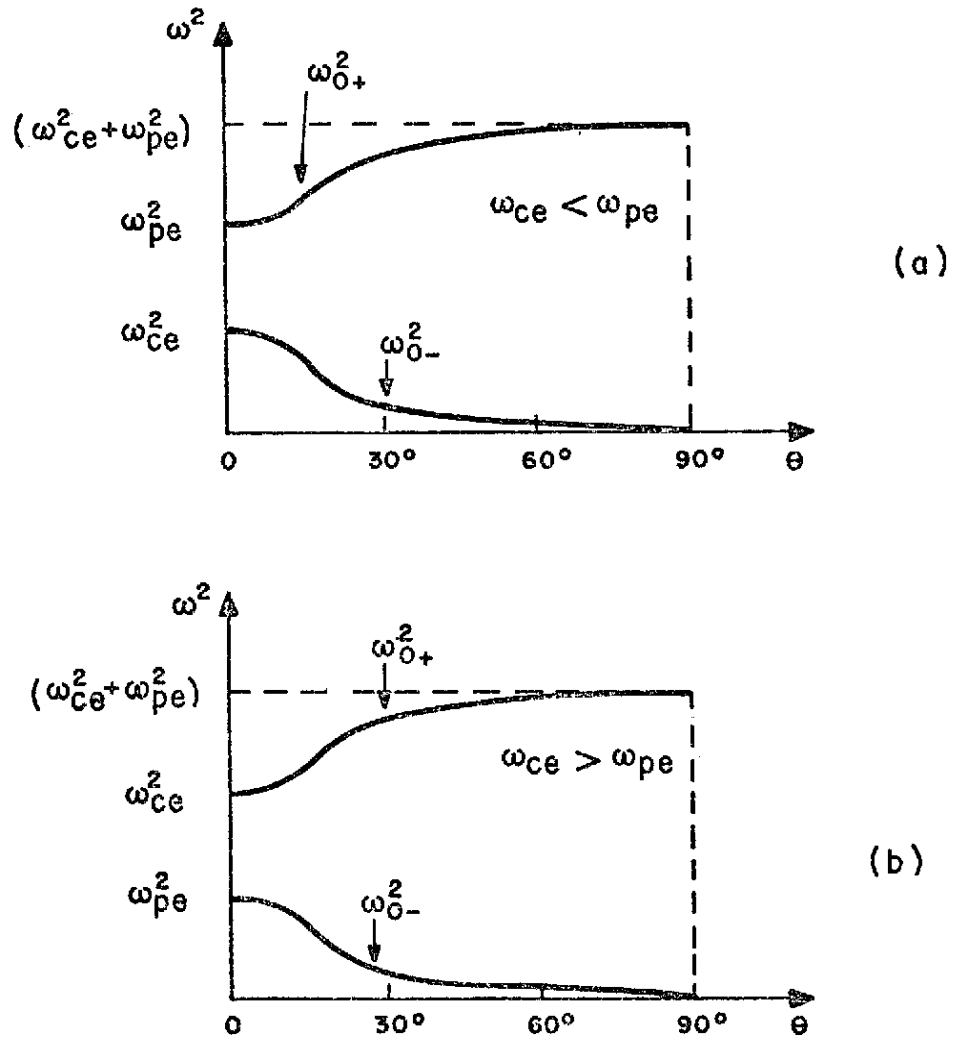 ω²
ω²₀₊
(ω²ce + ω²pe)
ω²pe
ωce < ωpe
(a)
ω²ce
ω²₀₋
0 30° 60° 90° θ
ω²
ω²₀₊
(ω²ce + ω²pe)
ωce > ωpe
ω²ce
(b)
ω²pe
ω²₀₋
0 30° 60° 90° θ